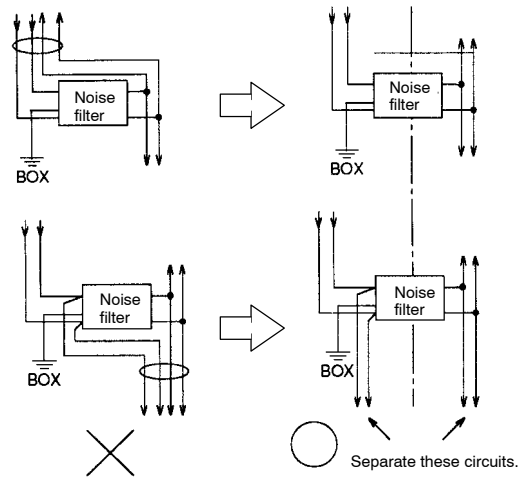 Noise
filter
BOX
Noise
filter
BOX
Noise
filter
BOX
Noise
filter
BOX
Separate these circuits.